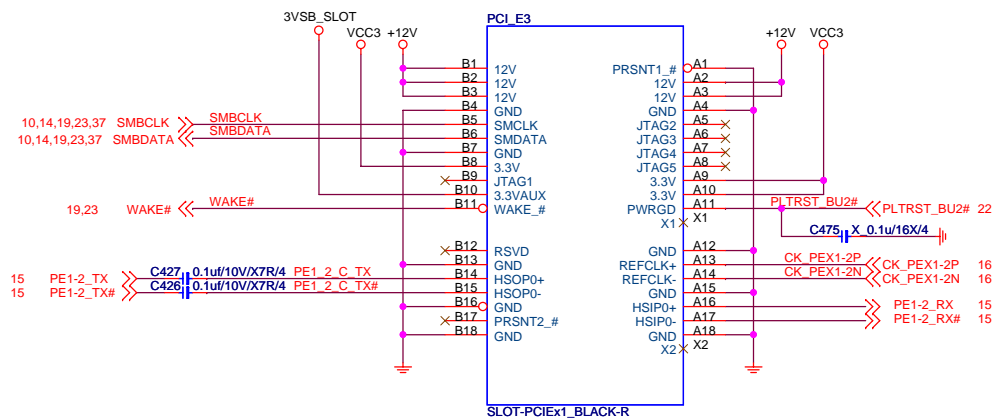 PCI_E3
3VSB_SLOT
VCC3
+12V
+12V
VCC3
B1 12V
B2 12V
B3 12V
B4 GND
10,14,19,23,37 SMBCLK SMBCLK B5 SMCLK
10,14,19,23,37 SMBDATA SMBDATA B6 SMDATA
B7 GND
B8 3.3V
B9 JTAG1
B10 3.3VAUX
19,23 WAKE# WAKE# B11 WAKE_#
B12 RSVD
B13 GND
15 PE1-2_TX C427 0.1uf/10V/X7R/4 PE1_2_C_TX B14 HSOP0+
15 PE1-2_TX# C426 0.1uf/10V/X7R/4 PE1_2_C_TX# B15 HSOP0-
B16 GND
B17 PRSNT2_#
B18 GND
PRSNT1_# A1
12V A2
12V A3
GND A4
JTAG2 A5
JTAG3 A6
JTAG4 A7
JTAG5 A8
3.3V A9
3.3V A10
PWRGD A11 PLTRST_BU2# PLTRST_BU2# 22
X1 X1
C475 X_0.1u/16X/4
GND A12
REFCLK+ A13 CK_PEX1-2P CK_PEX1-2P 16
REFCLK- A14 CK_PEX1-2N CK_PEX1-2N 16
GND A15
HSIP0+ A16 PE1-2_RX 15
HSIP0- A17 PE1-2_RX# 15
GND A18
X2 X2
SLOT-PCIEx1_BLACK-R